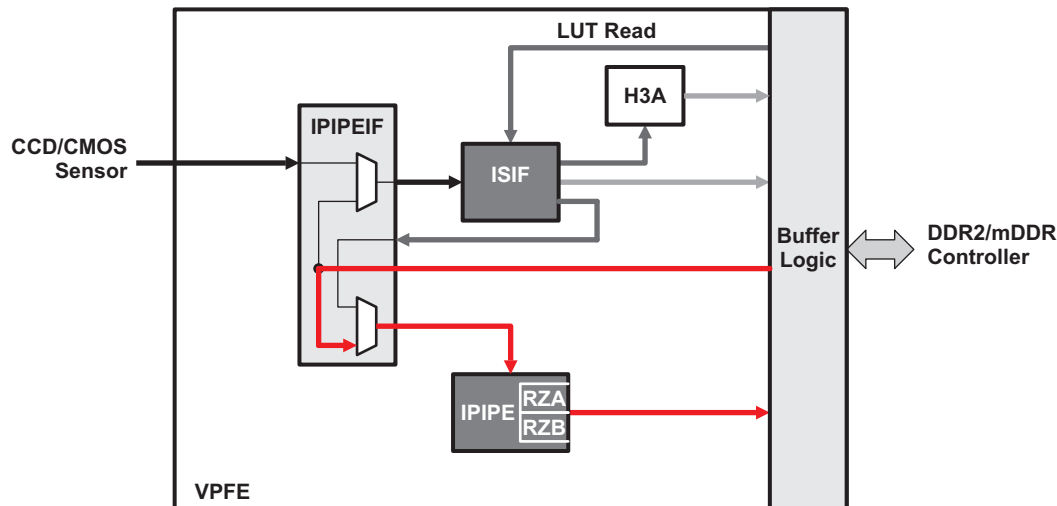 LUT Read
H3A
IPIPEIF
CCD/CMOS
Sensor
ISIF
Buffer
Logic
DDR2/mDDR
Controller
IPIPE
RZA
RZB
VPFE